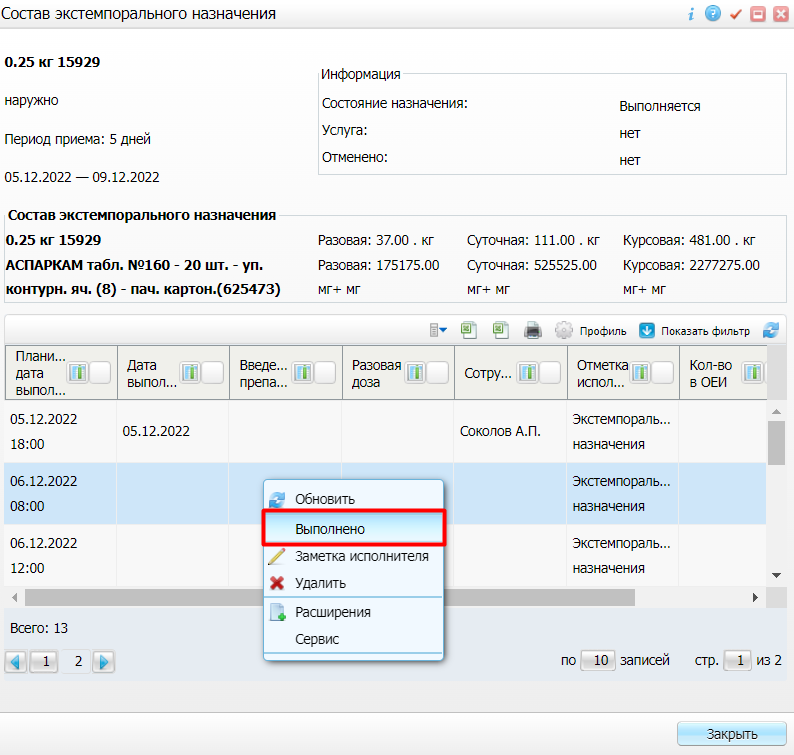 Состав экстемпорального назначения
0.25 кг 15929
наружно
Период приема: 5 дней
05.12.2022 — 09.12.2022
Информация
Состояние назначения: Выполняется
Услуга: нет
Отменено: нет
Состав экстемпорального назначения
0.25 кг 15929 Разовая: 37.00 . кг Суточная: 111.00 . кг Курсовая: 481.00 . кг
АСПАРКАМ табл. №160 - 20 шт. - уп. Разовая: 175175.00 Суточная: 525525.00 Курсовая: 2277275.00
контурн. яч. (8) - пач. картон.(625473) мг+ мг мг+ мг мг+ мг
Профиль Показать фильтр
Плани...
дата
выпол...
Дата
выпол...
Введе...
препа...
Разовая
доза
Сотру...
Отметка
испол...
Кол-во
в ОЕИ
05.12.2022
18:00
05.12.2022
Соколов А.П.
Экстемпораль...
назначения
06.12.2022
08:00
Экстемпораль...
назначения
06.12.2022
12:00
Экстемпораль...
назначения
Обновить
Выполнено
Заметка исполнителя
Удалить
Расширения
Сервис
Всего: 13
1 2 по 10 записей стр. 1 из 2
Закрыть